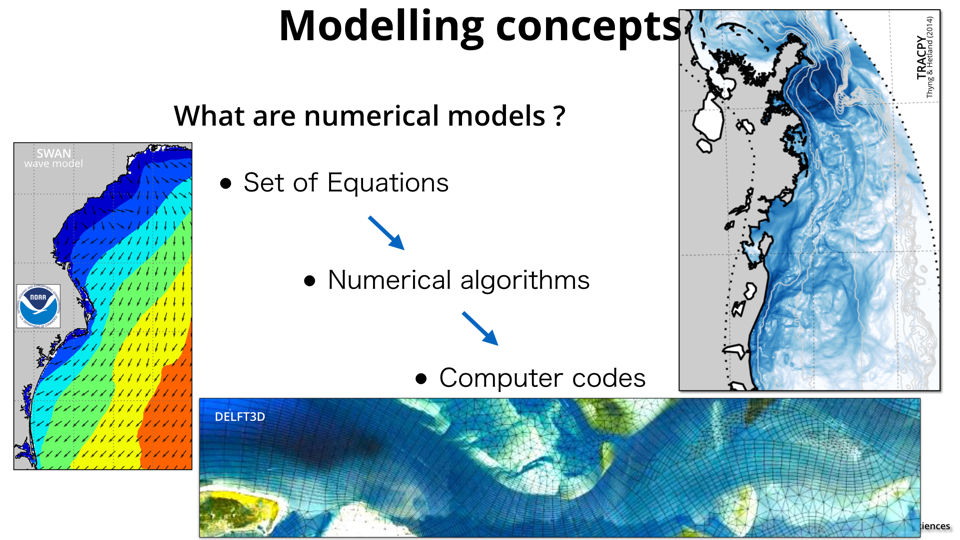 Modelling concepts
What are numerical models ?
SWAN
wave model
NOAA
● Set of Equations
● Numerical algorithms
● Computer codes
TRACPY
Thyng & Hetland (2014)
DELFT3D